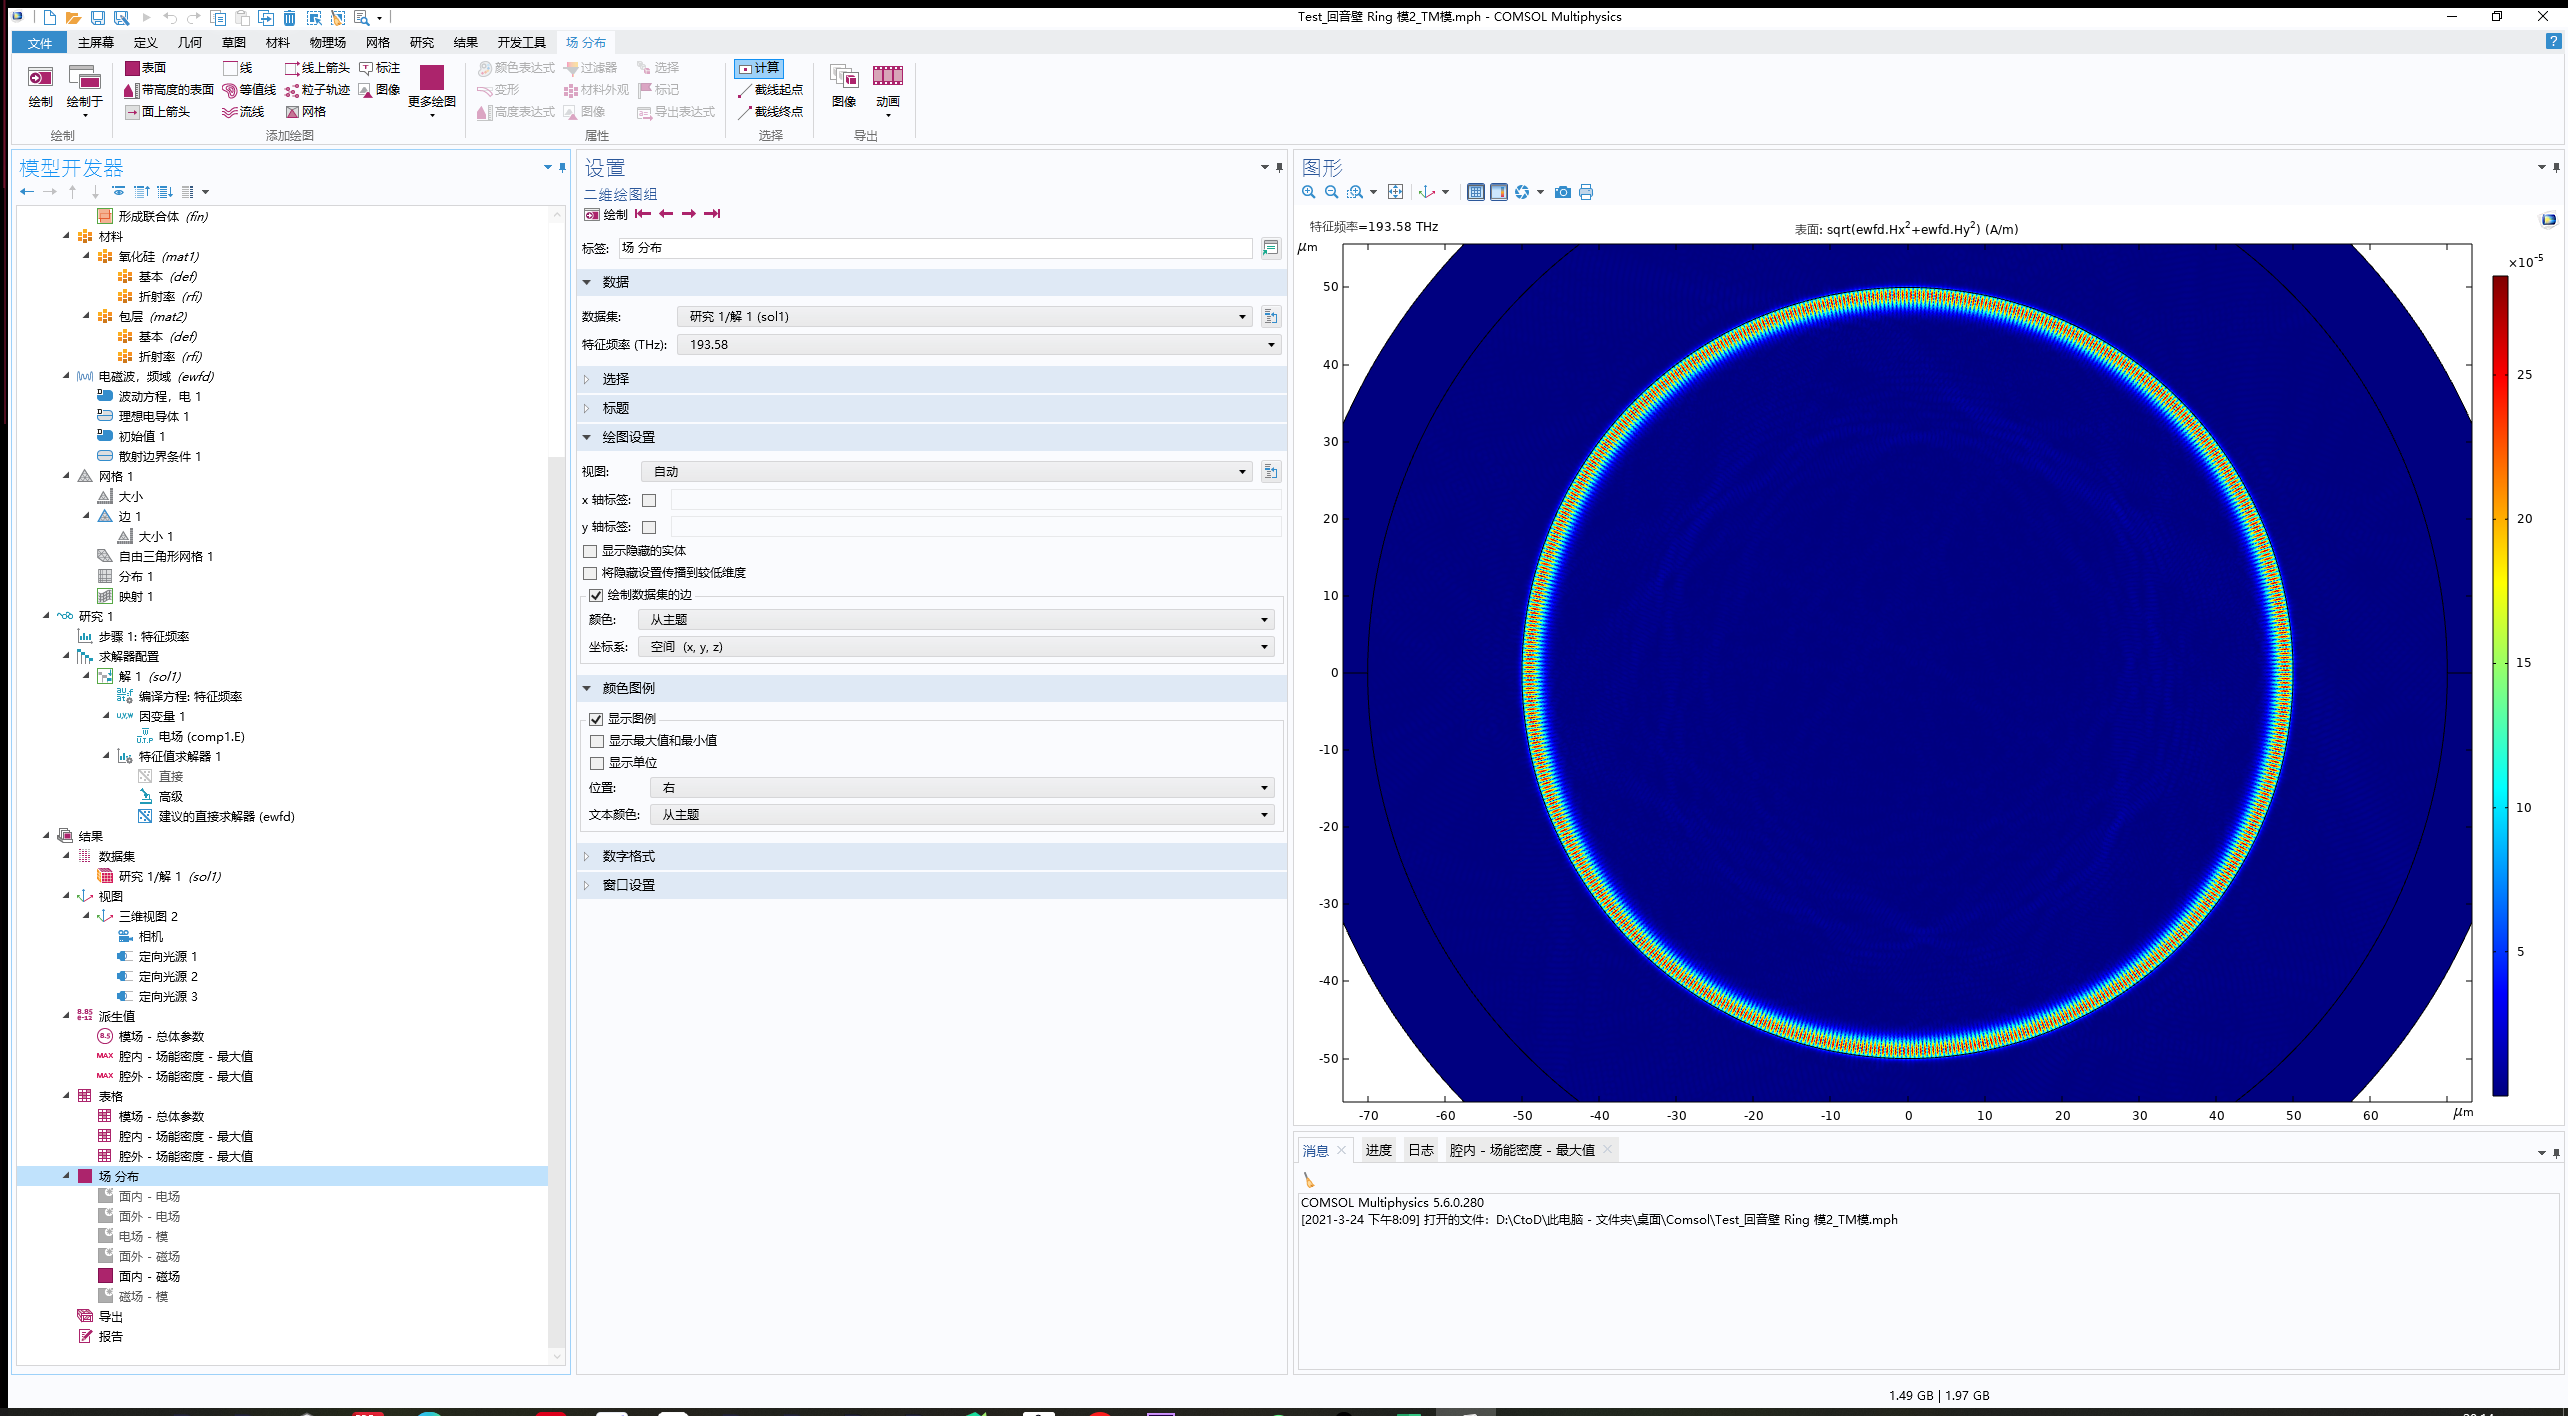 Test_回音壁 Ring 模2_TM模.mph - COMSOL Multiphysics
文件 主屏幕 定义 几何 草图 材料 物理场 网格 研究 结果 开发工具 场 分布
绘制
绘制于
绘制
表面
带高度的表面
面上箭头
线
等值线
流线
线上箭头
粒子轨迹
网格
标注
图像
更多绘图
添加绘图
颜色表达式
变形
高度表达式
过滤器
材料外观
图像
选择
标记
导出表达式
属性
计算
截线起点
截线终点
选择
图像
动画
导出
模型开发器
形成联合体 (fin)
材料
氧化硅 (mat1)
基本 (def)
折射率 (rfi)
包层 (mat2)
基本 (def)
折射率 (rfi)
电磁波，频域 (ewfd)
波动方程，电 1
理想电导体 1
初始值 1
散射边界条件 1
网格 1
大小
边 1
大小 1
自由三角形网格 1
分布 1
映射 1
研究 1
步骤 1: 特征频率
求解器配置
解 1 (sol1)
编译方程: 特征频率
因变量 1
电场 (comp1.E)
特征值求解器 1
直接
高级
建议的直接求解器 (ewfd)
结果
数据集
研究 1/解 1 (sol1)
视图
三维视图 2
相机
定向光源 1
定向光源 2
定向光源 3
派生值
模场 - 总体参数
腔内 - 场能密度 - 最大值
腔外 - 场能密度 - 最大值
表格
模场 - 总体参数
腔内 - 场能密度 - 最大值
腔外 - 场能密度 - 最大值
场 分布
面内 - 电场
面外 - 电场
电场 - 模
面外 - 磁场
面内 - 磁场
磁场 - 模
导出
报告
设置
二维绘图组
绘制
标签: 场 分布
数据
数据集: 研究 1/解 1 (sol1)
特征频率 (THz): 193.58
选择
标题
绘图设置
视图: 自动
x 轴标签:
y 轴标签:
显示隐藏的实体
将隐藏设置传播到较低维度
绘制数据集的边
颜色: 从主题
坐标系: 空间 (x, y, z)
颜色图例
显示图例
显示最大值和最小值
显示单位
位置: 右
文本颜色: 从主题
数字格式
窗口设置
图形
特征频率=193.58 THz
表面: sqrt(ewfd.Hx²+ewfd.Hy²) (A/m)
μm
50
40
30
20
10
0
-10
-20
-30
-40
-50
-70 -60 -50 -40 -30 -20 -10 0 10 20 30 40 50 60
μm
×10⁻⁵
25
20
15
10
5
消息 进度 日志 腔内 - 场能密度 - 最大值
COMSOL Multiphysics 5.6.0.280
[2021-3-24 下午8:09] 打开的文件：D:\CtoD\此电脑 - 文件夹\桌面\Comsol\Test_回音壁 Ring 模2_TM模.mph
1.49 GB | 1.97 GB